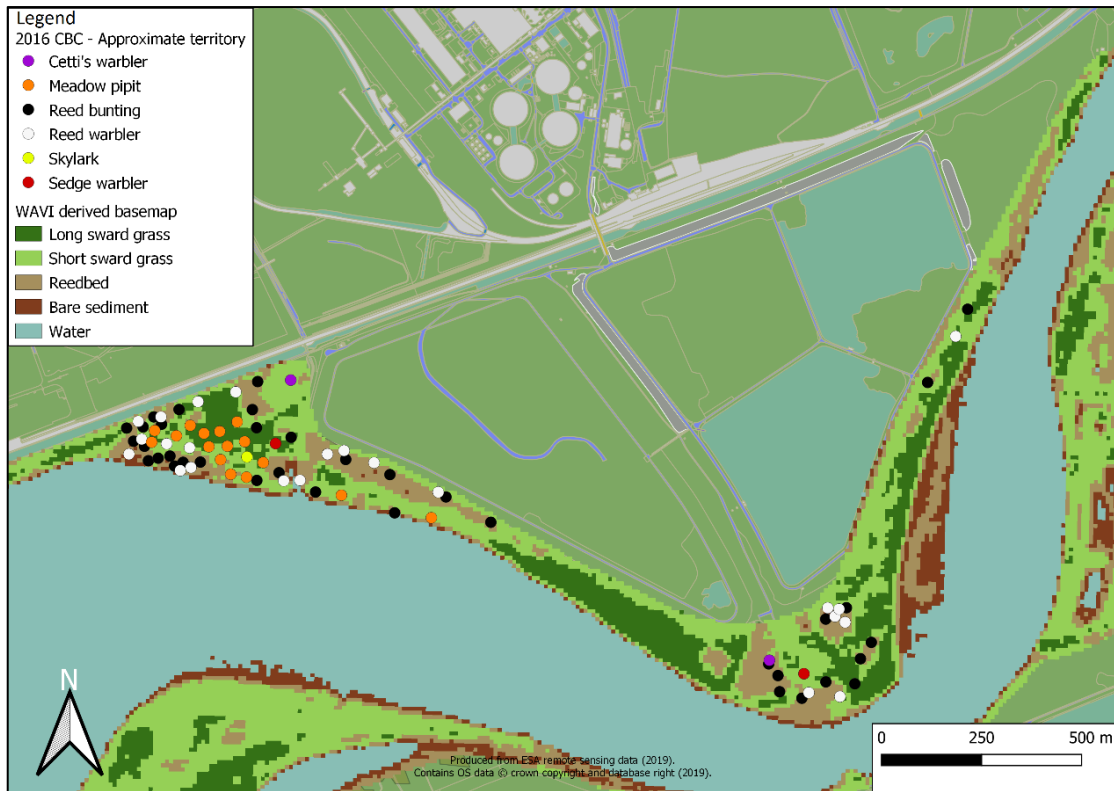 Legend
2016 CBC - Approximate territory
Cetti's warbler
Meadow pipit
Reed bunting
Reed warbler
Skylark
Sedge warbler
WAVI derived basemap
Long sward grass
Short sward grass
Reedbed
Bare sediment
Water
N
0 250 500 m
Produced from ESA remote sensing data (2019).
Contains OS data © crown copyright and database right (2019).